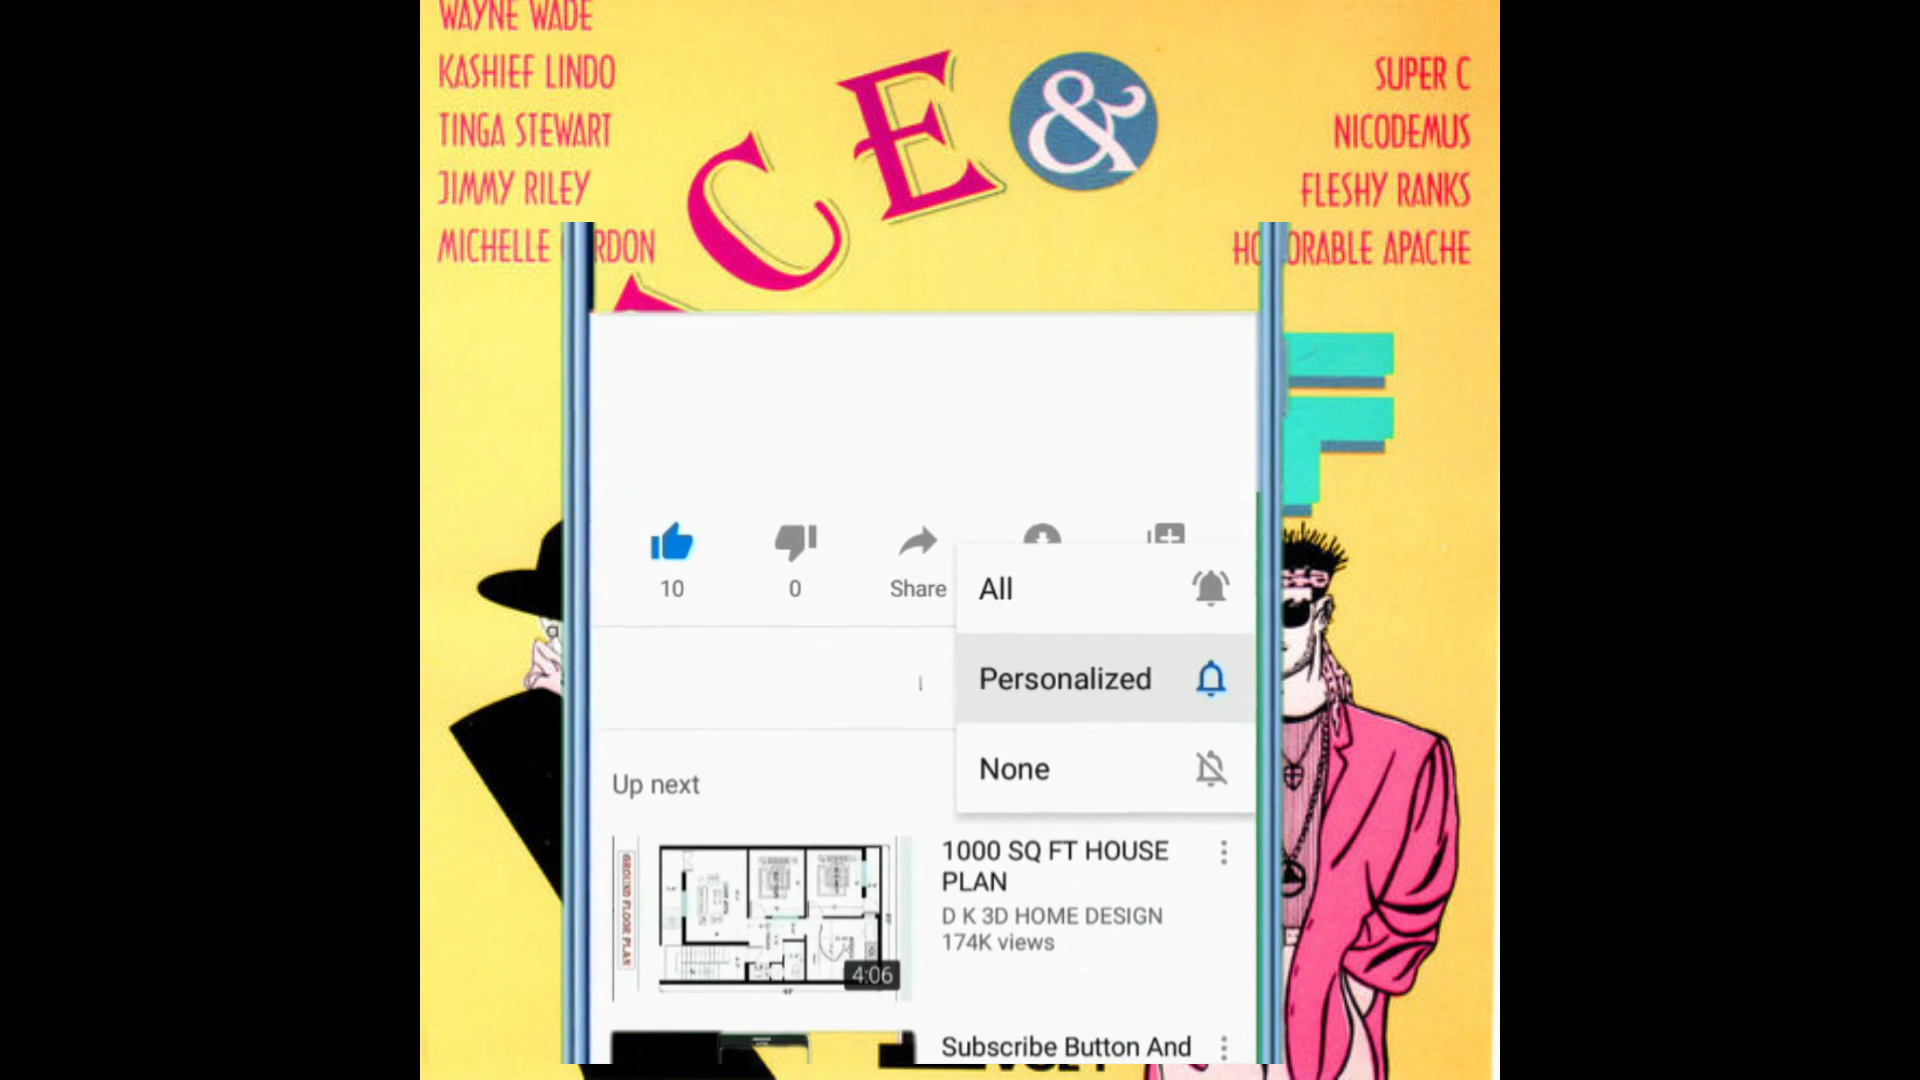 WAYNE WADE
KASHIEF LINDO
TINGA STEWART
JIMMY RILEY
MICHELLE RDON
CE &
SUPER C
NICODEMUS
FLESHY RANKS
HO ORABLE APACHE
F
10
0
Share
All
Personalized
None
Up next
GROUND FLOOR PLAN
4:06
1000 SQ FT HOUSE
PLAN
D K 3D HOME DESIGN
174K views
Subscribe Button And